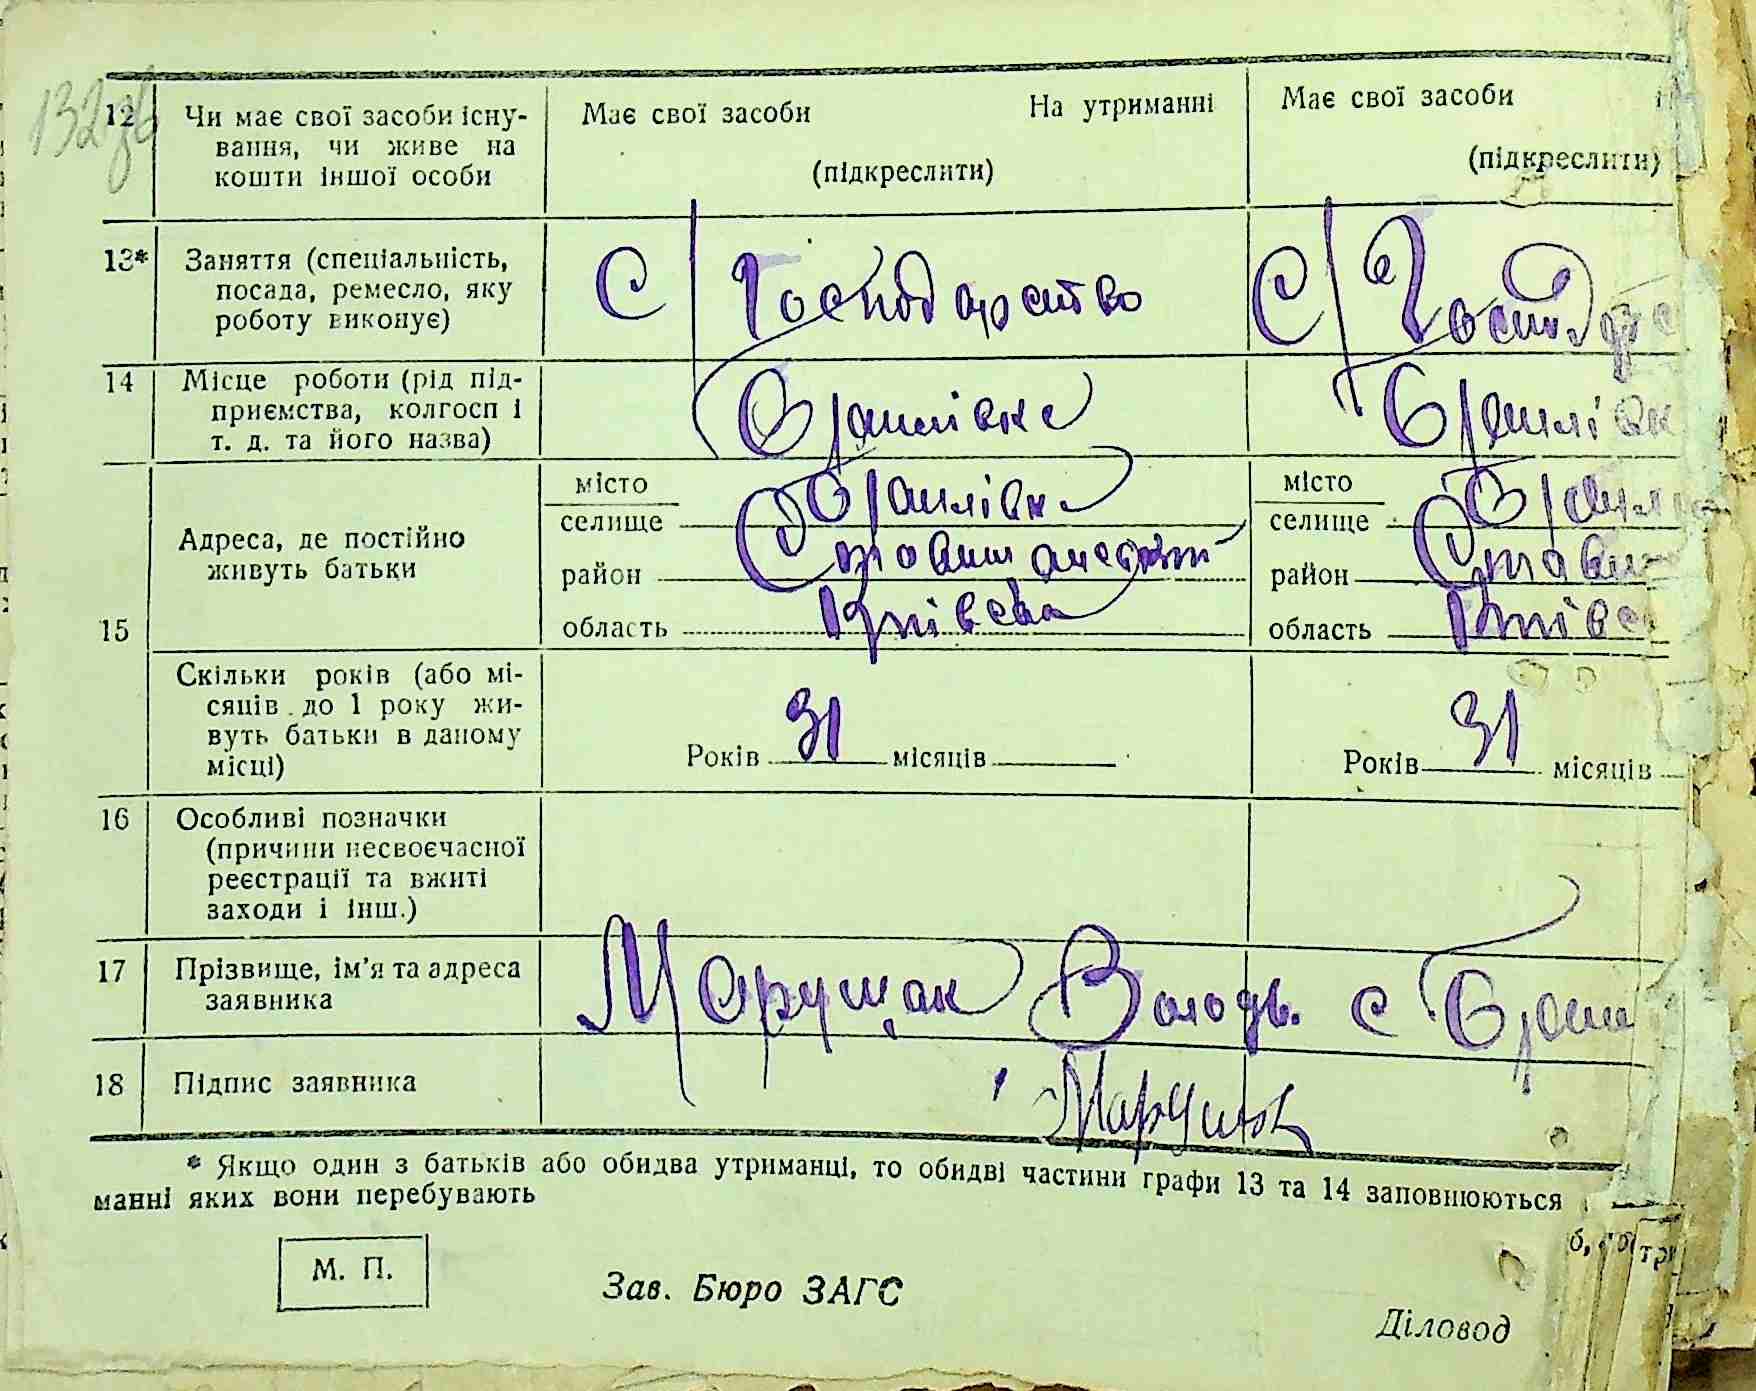 132зв
12 Чи має свої засоби існу- Має свої засоби На утриманні Має свої засоби
вання, чи живе на (підкреслити) (підкреслити)
кошти іншої особи
13* Заняття (спеціальність, С/Господарство С/Господарс
посада, ремесло, яку
роботу виконує)
14 Місце роботи (рід під-
приємства, колгосп і
т. д. та його назва)
15 Адреса, де постійно
живуть батьки
місто місто
селище селище
район район
область Київська область Київс
Скільки років (або мі-
сяців до 1 року жи-
вуть батьки в даному
місці)
Років 31 місяців Років 31 місяців
16 Особливі позначки
(причини несвоєчасної
реєстрації та вжиті
заходи і інш.)
17 Прізвище, ім'я та адреса Марущак Володь. с
заявника
18 Підпис заявника
* Якщо один з батьків або обидва утриманці, то обидві частини графи 13 та 14 заповнюються
манні яких вони перебувають
М. П.
Зав. Бюро ЗАГС
Діловод